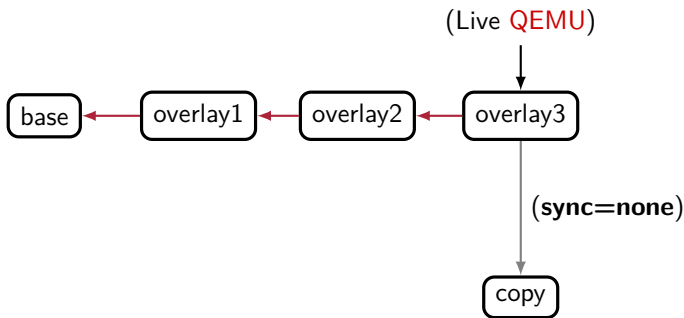 (Live QEMU)
base
overlay1
overlay2
overlay3
(sync=none)
copy